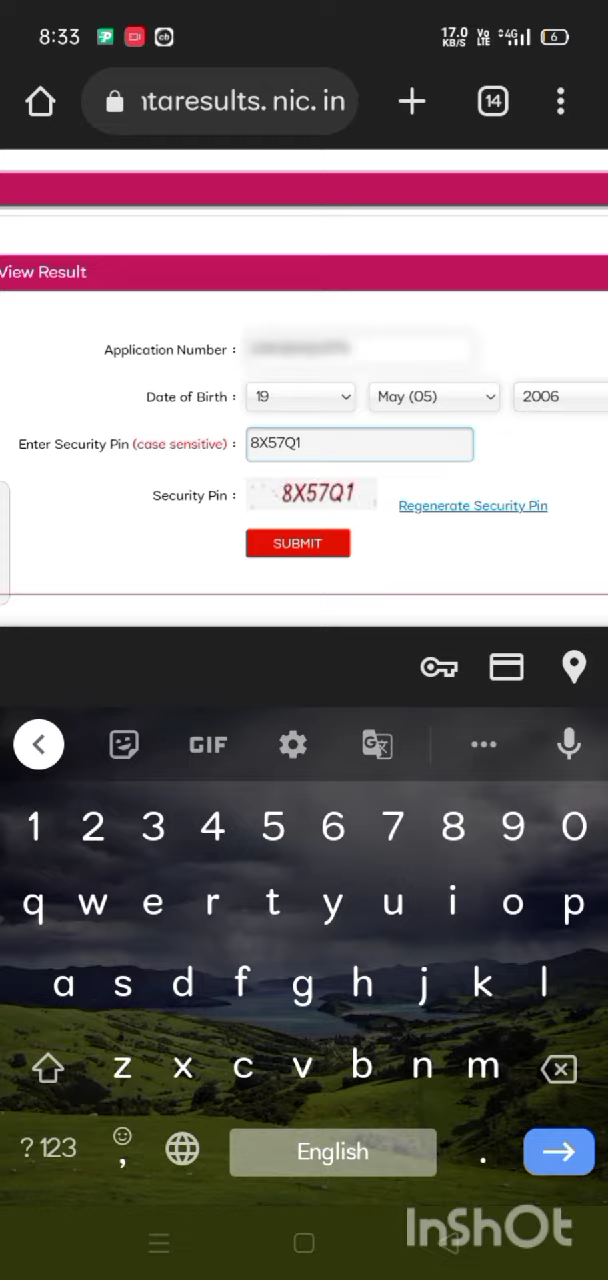 8:33 17.0 KB/S Vo LTE 4G 6
ntaresults.nic.in 14
View Result
Application Number :
Date of Birth : 19 May (05) 2006
Enter Security Pin (case sensitive) : 8X57Q1
Security Pin : 8X57Q1 Regenerate Security Pin
SUBMIT
GIF
1 2 3 4 5 6 7 8 9 0
q w e r t y u i o p
a s d f g h j k l
z x c v b n m
?123 , English .
InShOt